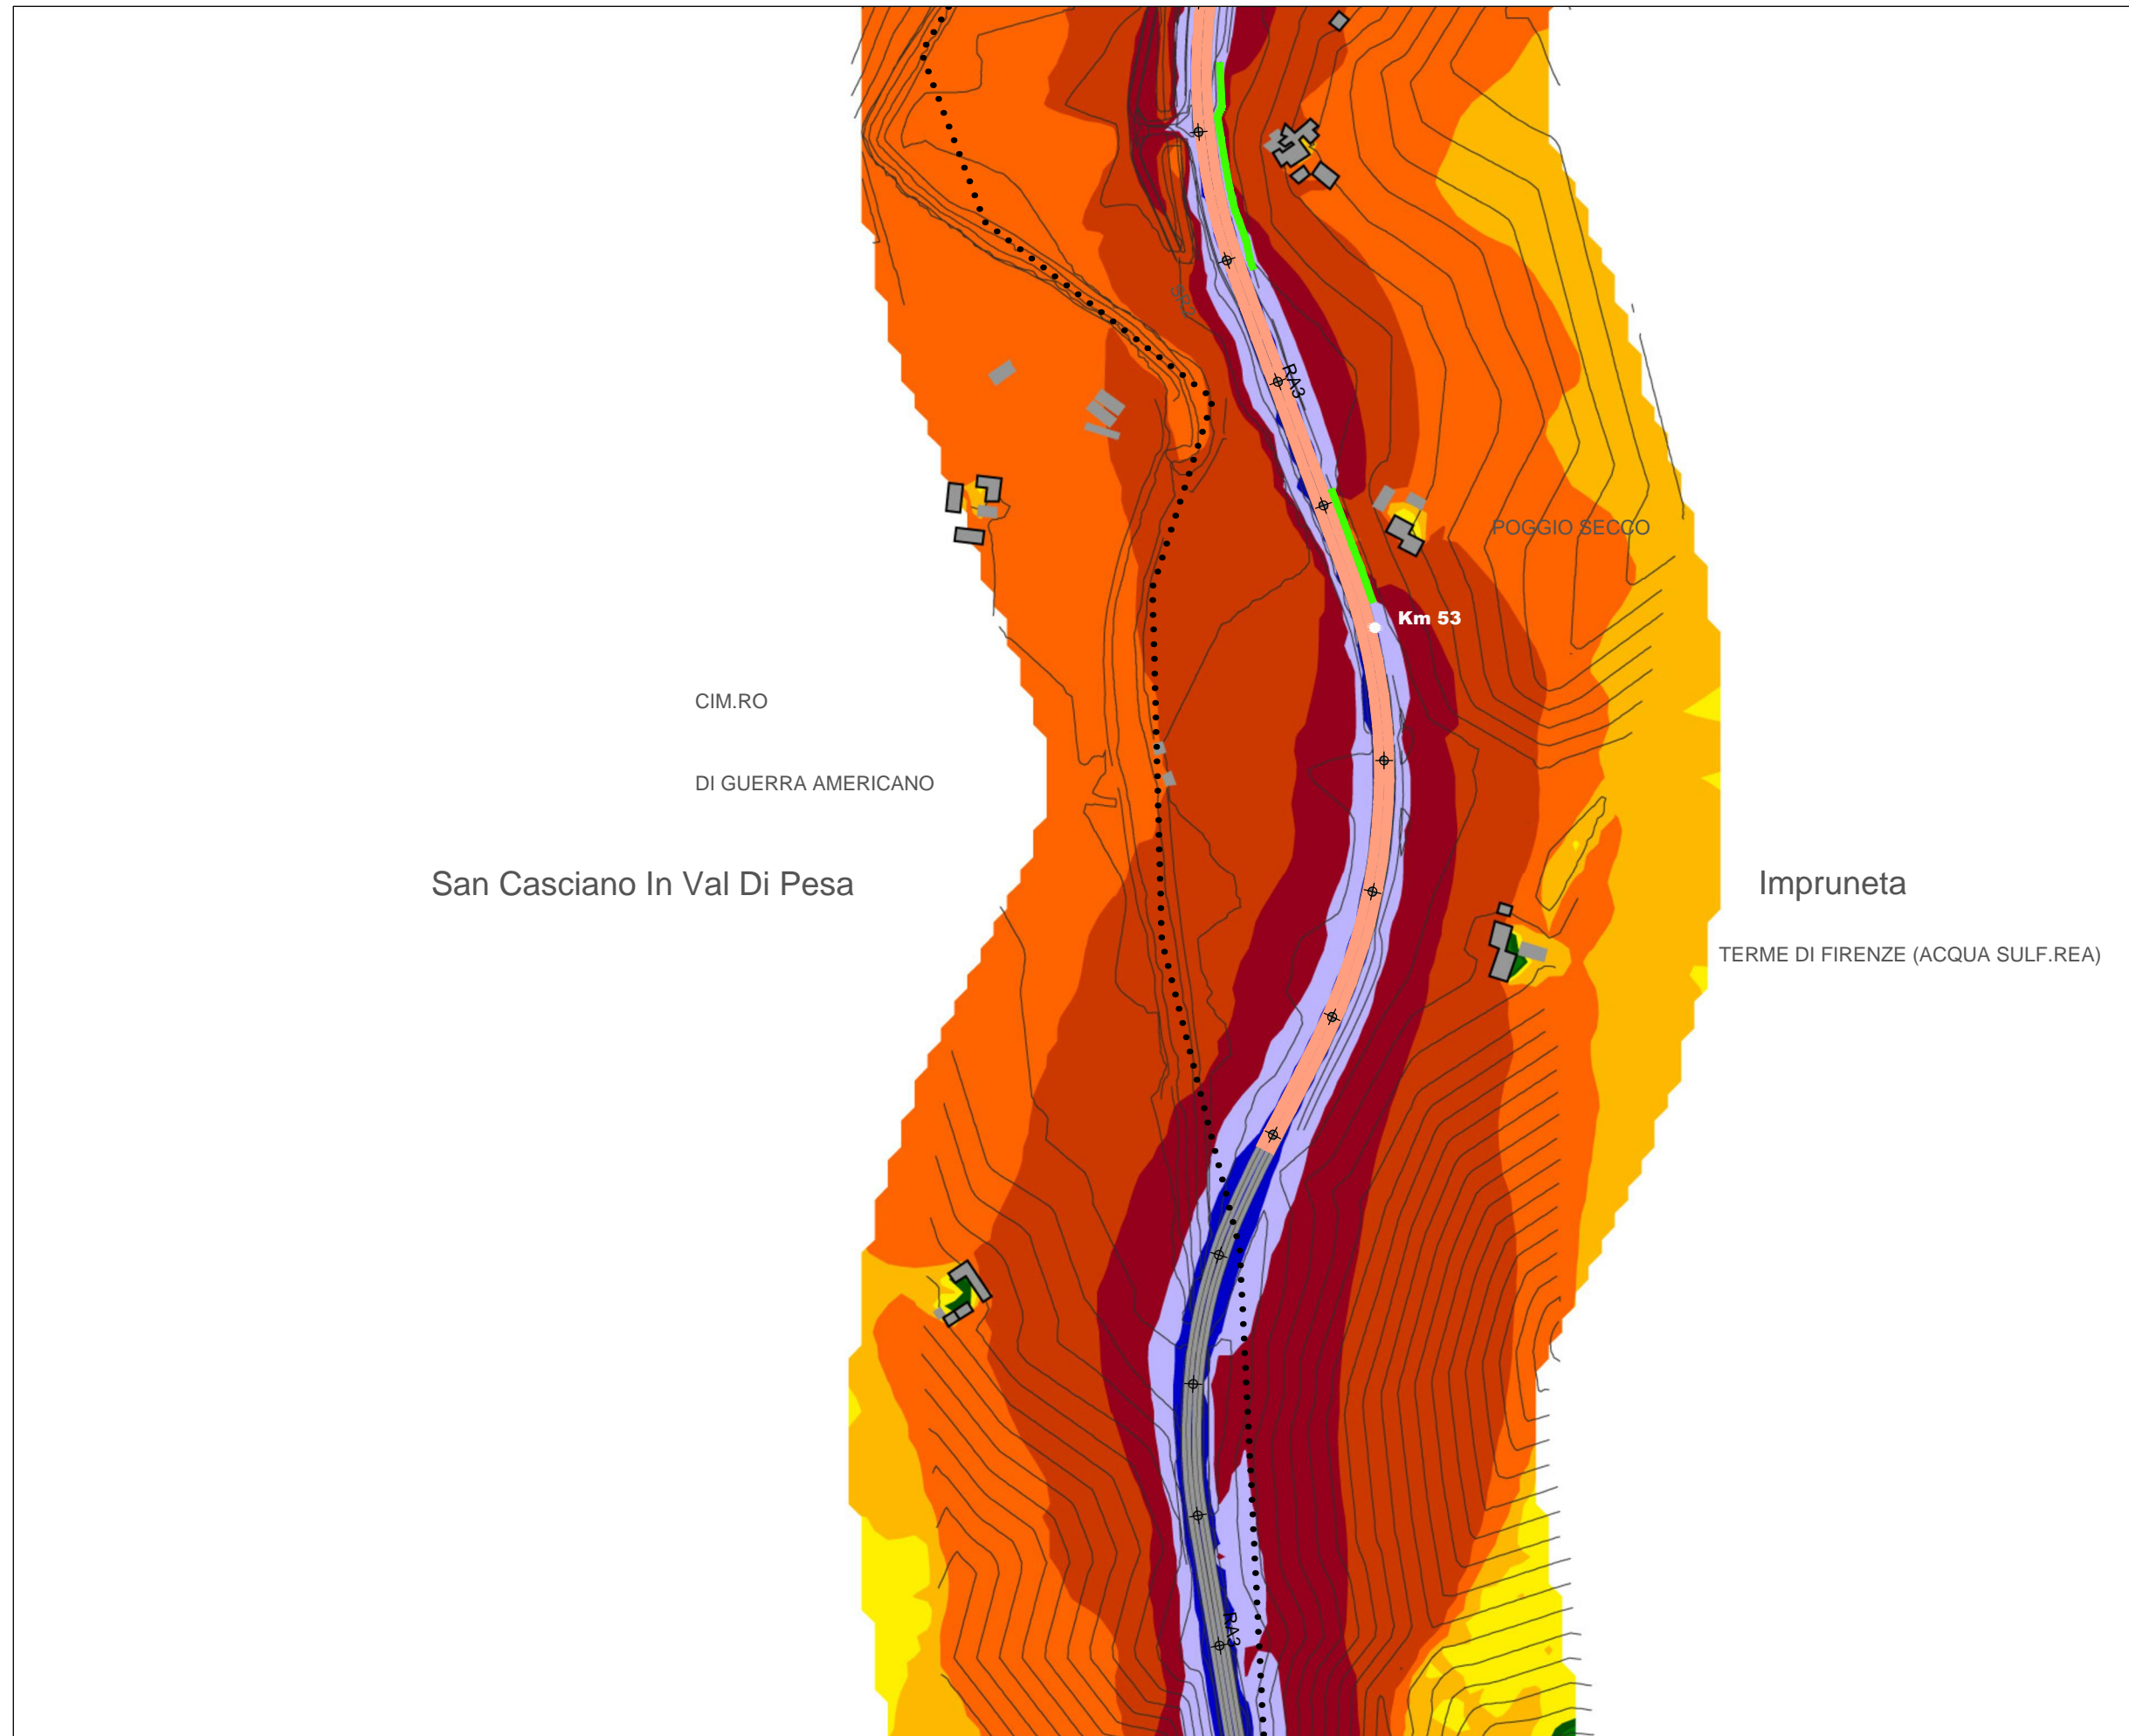 SR2
RA3
POGGIO SECCO
Km 53
CIM.RO
DI GUERRA AMERICANO
San Casciano In Val Di Pesa
Impruneta
TERME DI FIRENZE (ACQUA SULF.REA)
RA3